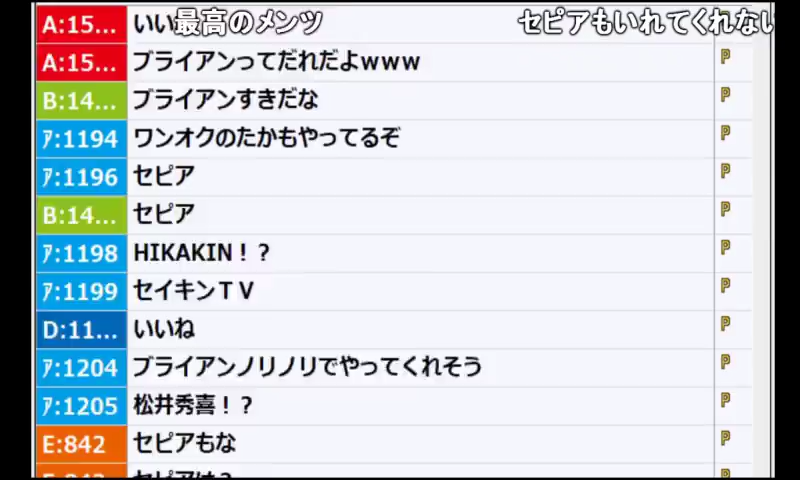 最高のメンツ
セピアもいれてくれない
A:15... いい
A:15... ブライアンってだれだよwww P
B:14... ブライアンすきだな P
ｱ:1194 ワンオクのたかもやってるぞ P
ｱ:1196 セピア P
B:14... セピア P
ｱ:1198 HIKAKIN！？ P
ｱ:1199 セイキンＴＶ P
D:11... いいね P
ｱ:1204 ブライアンノリノリでやってくれそう P
ｱ:1205 松井秀喜！？ P
E:842 セピアもな P
セピアは？